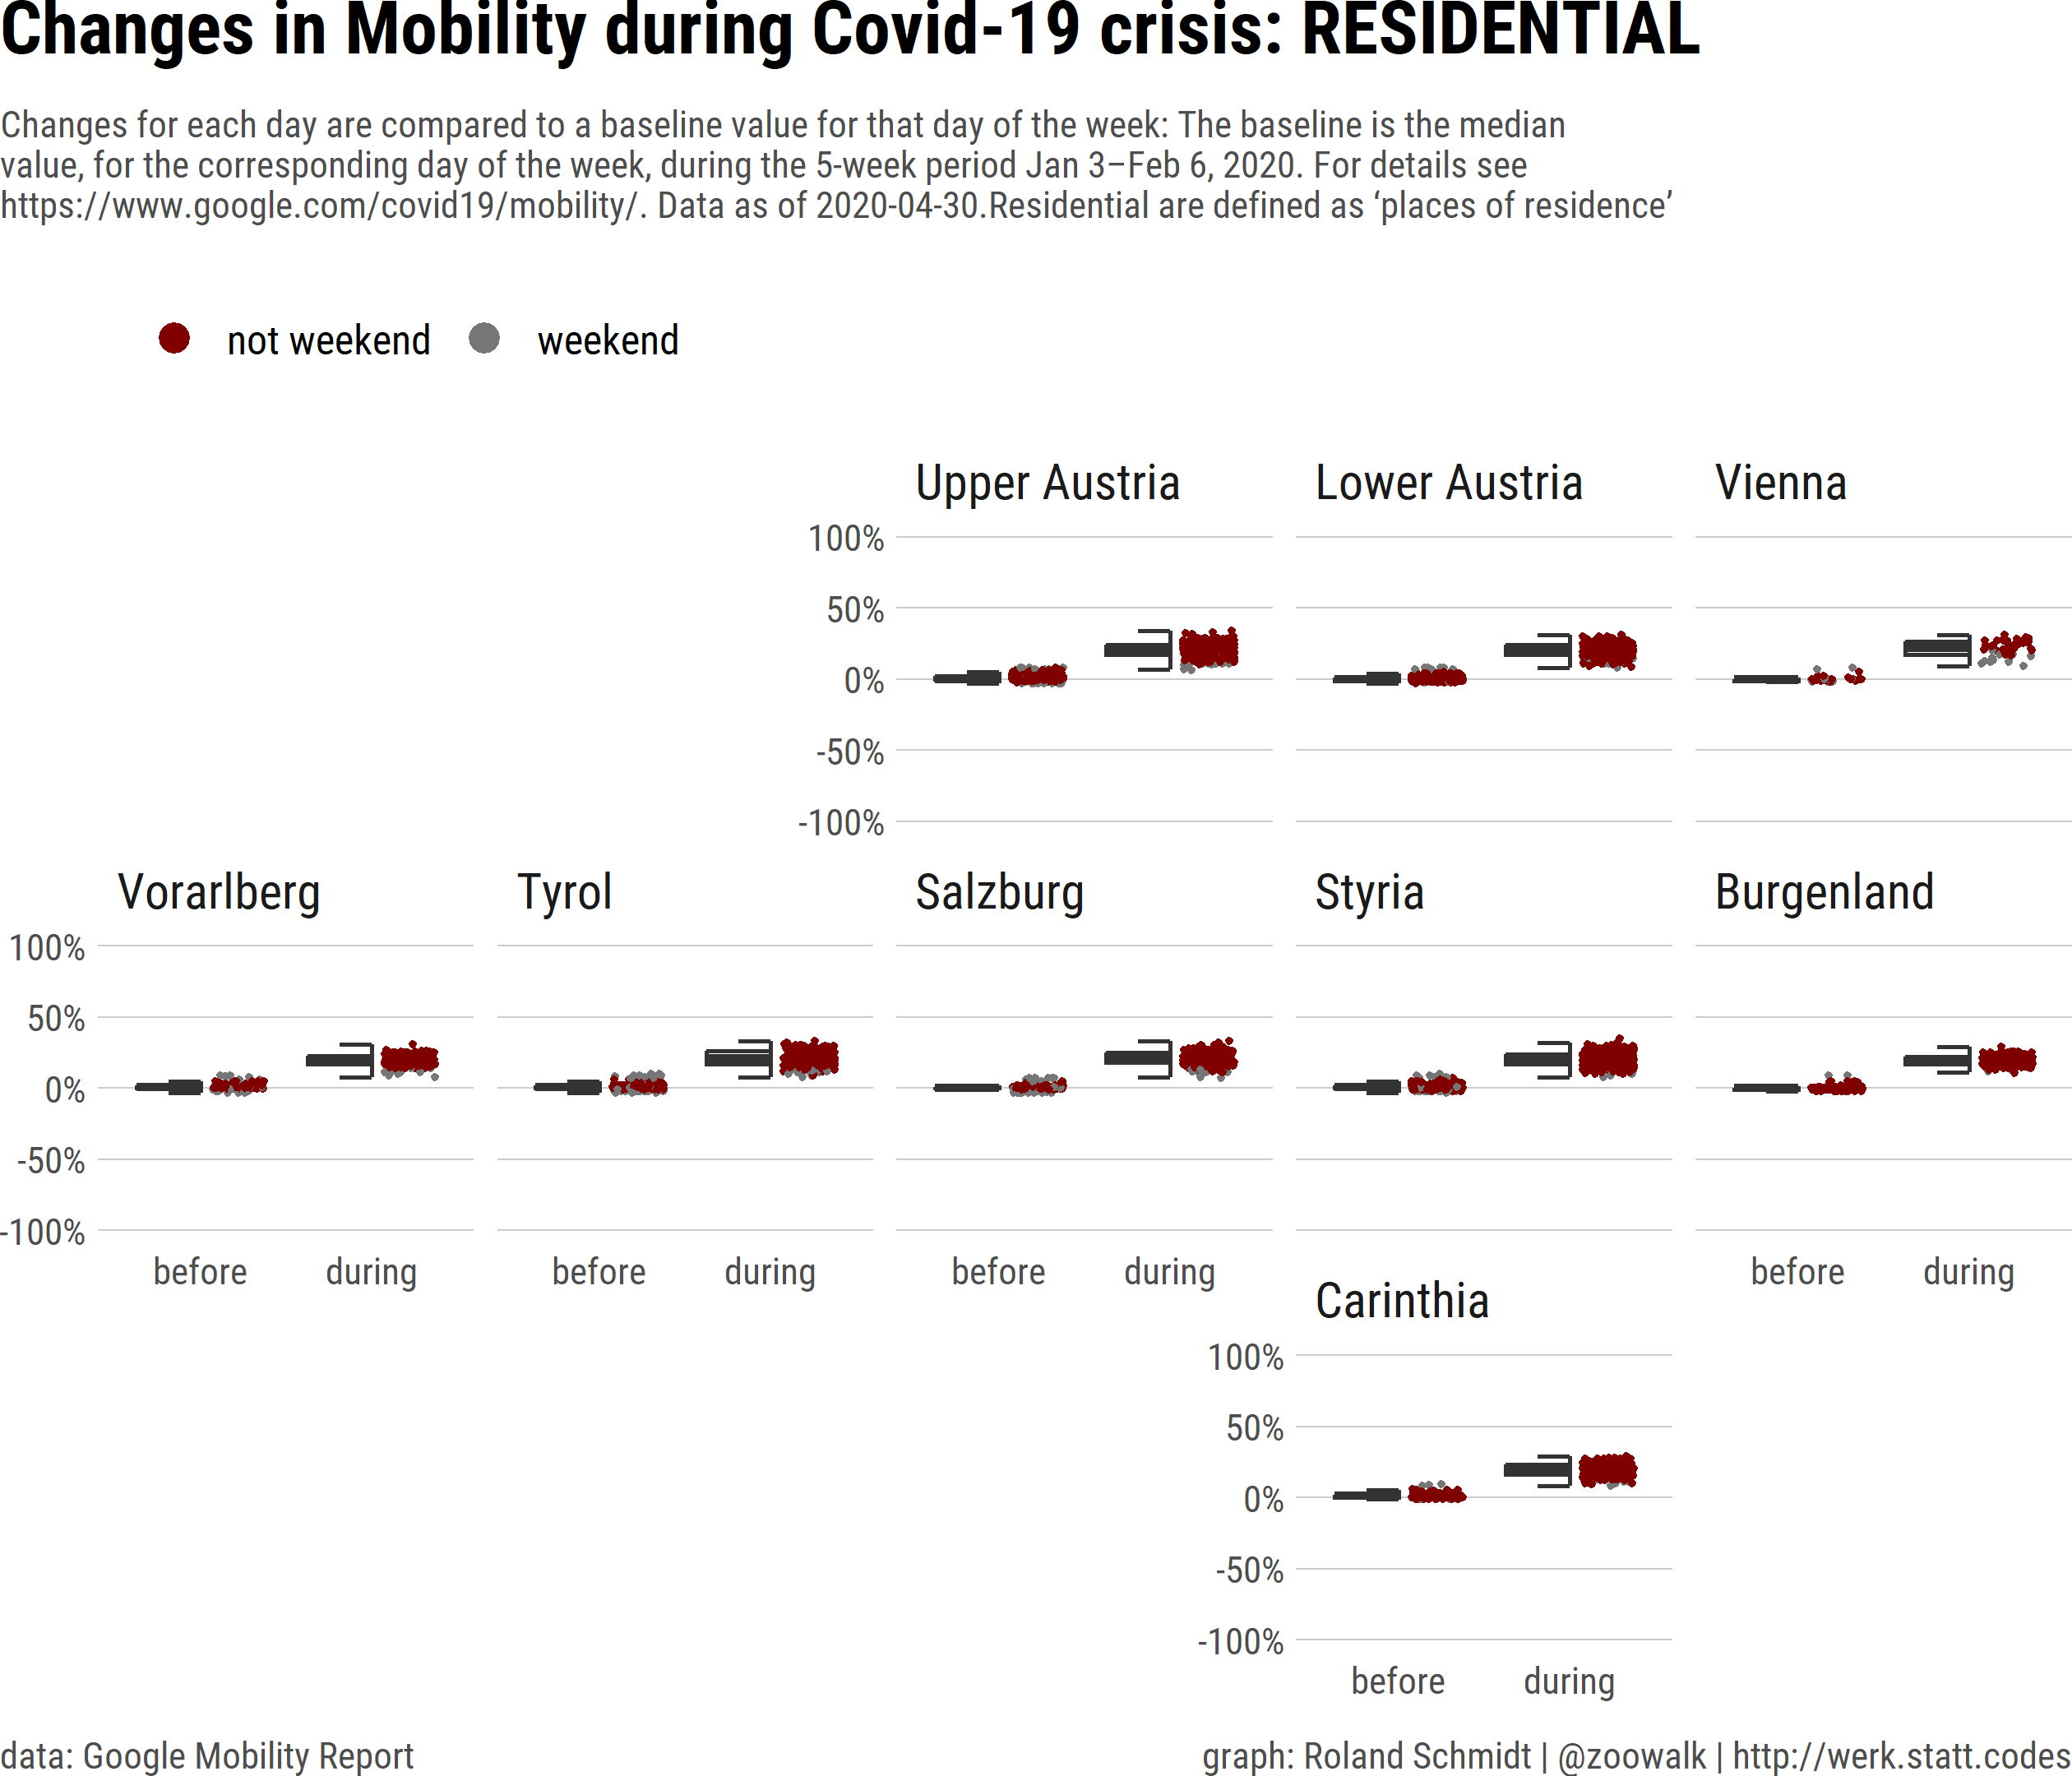 Changes in Mobility during Covid-19 crisis: RESIDENTIAL
Changes for each day are compared to a baseline value for that day of the week: The baseline is the median
value, for the corresponding day of the week, during the 5-week period Jan 3–Feb 6, 2020. For details see
https://www.google.com/covid19/mobility/. Data as of 2020-04-30.Residential are defined as ‘places of residence’
not weekend weekend
Upper Austria Lower Austria Vienna
100%
50%
0%
-50%
-100%
Vorarlberg Tyrol Salzburg Styria Burgenland
100%
50%
0%
-50%
-100%
before during before during before during before during
Carinthia
100%
50%
0%
-50%
-100%
before during
data: Google Mobility Report graph: Roland Schmidt | @zoowalk | http://werk.statt.codes